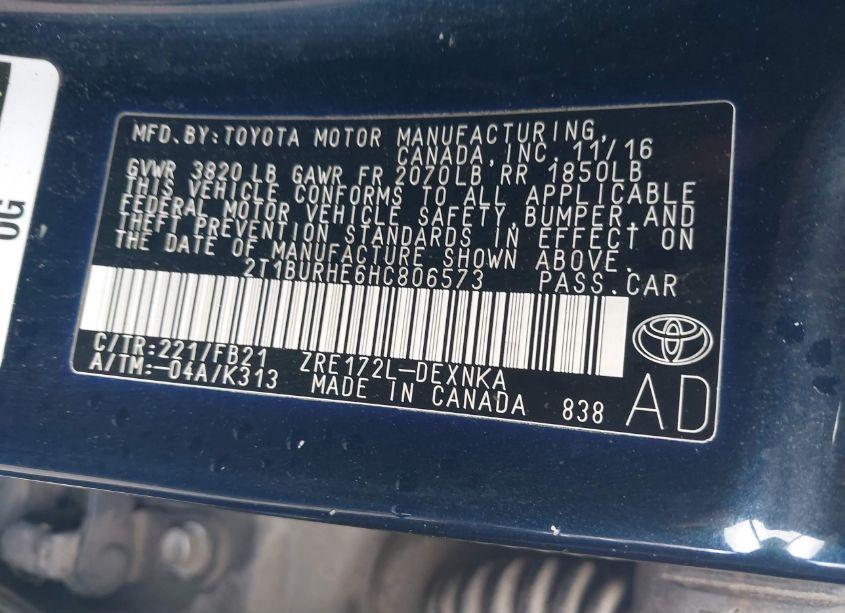 OG
MFD.BY:TOYOTA MOTOR MANUFACTURING,
CANADA,INC. 11/16
GVWR 3820 LB GAWR FR 2070LB RR 1850LB
THIS VEHICLE CONFORMS TO ALL APPLICABLE
FEDERAL MOTOR VEHICLE SAFETY,BUMPER,AND
THEFT PREVENTION STANDARDS IN EFFECT ON
THE DATE OF MANUFACTURE SHOWN ABOVE.
2T1BURHE6HC806573 PASS.CAR
C/TR:221/FB21 ZRE172L-DEXNKA
A/TM:-04A/K313 MADE IN CANADA 838 AD